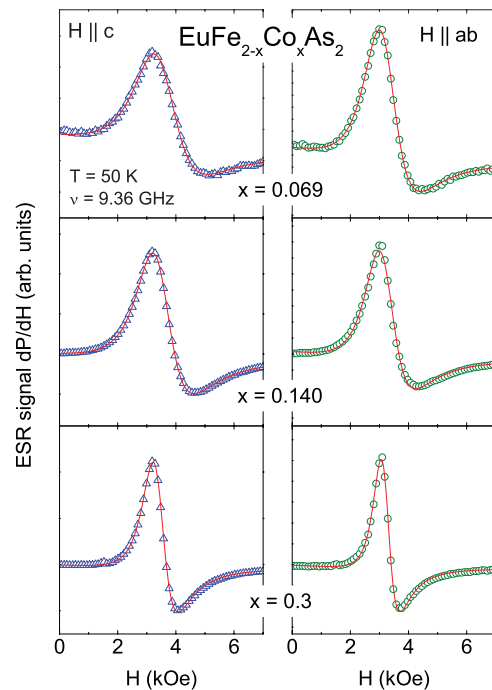 H || c
EuFe2-xCoxAs2
H || ab
T = 50 K
ν = 9.36 GHz
x = 0.069
ESR signal dP/dH (arb. units)
x = 0.140
x = 0.3
0 2 4 6
0 2 4 6
H (kOe)
H (kOe)